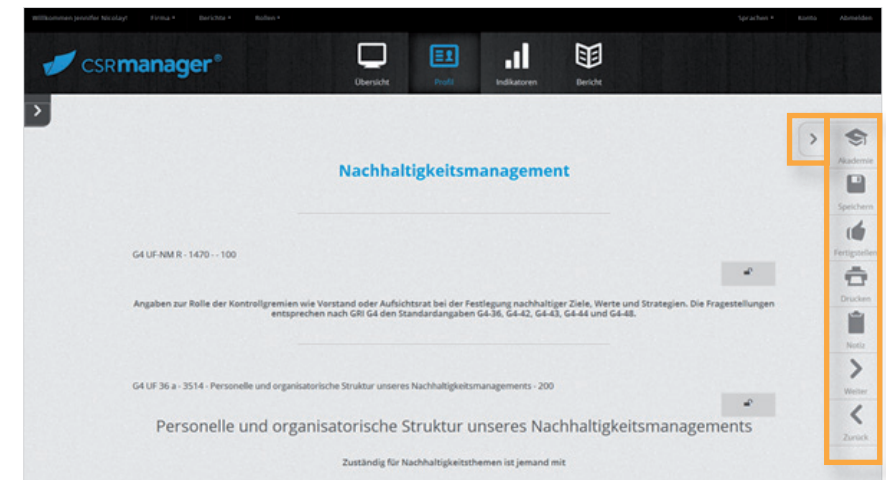 Willkommen Jennifer Nicolay! Firma Berichte Rollen Sprachen Konto Abmelden
CSRmanager®
Übersicht Profil Indikatoren Bericht
Akademie
Nachhaltigkeitsmanagement
Speichern
G4 UF-NM R - 1470 - - 100
Fertigstellen
Drucken
Angaben zur Rolle der Kontrollgremien wie Vorstand oder Aufsichtsrat bei der Festlegung nachhaltiger Ziele, Werte und Strategien. Die Fragestellungen
entsprechen nach GRI G4 den Standardangaben G4-36, G4-42, G4-43, G4-44 und G4-48.
Notiz
G4 UF 36 a - 3514 - Personelle und organisatorische Struktur unseres Nachhaltigkeitsmanagements - 200
Weiter
Personelle und organisatorische Struktur unseres Nachhaltigkeitsmanagements
Zurück
Zuständig für Nachhaltigkeitsthemen ist jemand mit